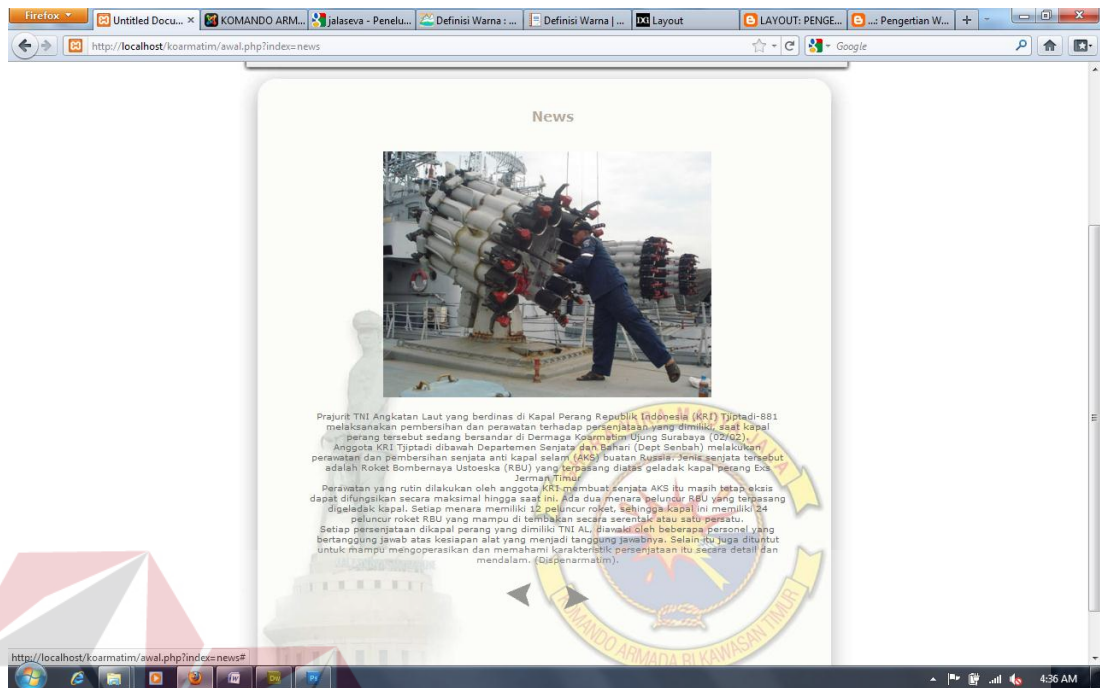 Firefox
Untitled Docu...
KOMANDO ARM...
jalaseva - Penelu...
Definisi Warna : ...
Definisi Warna | ...
Layout
LAYOUT: PENGE...
...: Pengertian W...
http://localhost/koarmatim/awal.php?index=news
Google
News
Prajurit TNI Angkatan Laut yang berdinas di Kapal Perang Republik Indonesia (KRI) Tjiptadi-881
melaksanakan pembersihan dan perawatan terhadap persenjataan yang dimiliki, saat kapal
perang tersebut sedang bersandar di Dermaga Koarmatim Ujung Surabaya (02/02).
Anggota KRI Tjiptadi dibawah Departemen Senjata dan Bahari (Dept Senbah) melakukan
perawatan dan pembersihan senjata anti kapal selam (AKS) buatan Russia. Jenis senjata tersebut
adalah Roket Bombernaya Ustoeska (RBU) yang terpasang diatas geladak kapal perang Exs
Jerman Timur
Perawatan yang rutin dilakukan oleh anggota KRI membuat senjata AKS itu masih tetap eksis
dapat difungsikan secara maksimal hingga saat ini. Ada dua menara peluncur RBU yang terpasang
digeladak kapal. Setiap menara memiliki 12 peluncur roket, sehingga kapal ini memiliki 24
peluncur roket RBU yang mampu di tembakan secara serentak atau satu persatu.
Setiap persenjataan dikapal perang yang dimiliki TNI AL, diawaki oleh beberapa personel yang
bertanggung jawab atas kesiapan alat yang menjadi tanggung jawabnya. Selain itu juga dituntut
untuk mampu mengoperasikan dan memahami karakteristik persenjataan itu secara detail dan
mendalam. (Dispenarmatim).
KOMANDO ARMADA RI KAWASAN TIMUR
http://localhost/koarmatim/awal.php?index=news#
4:36 AM